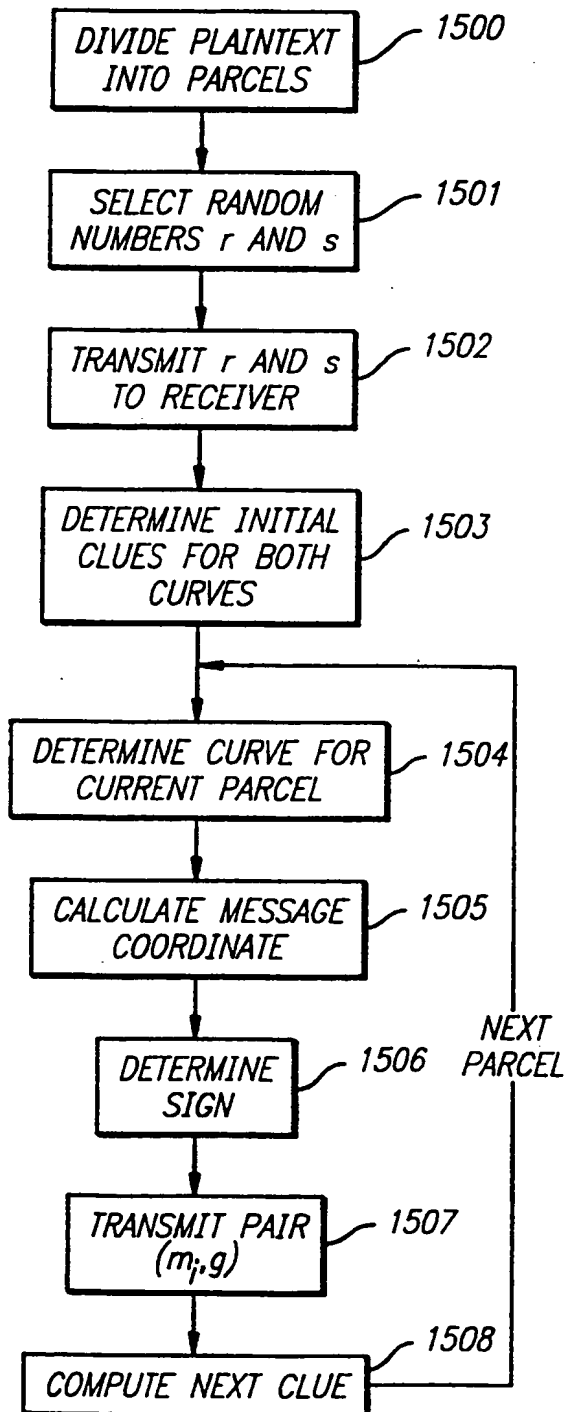 DIVIDE PLAINTEXT
INTO PARCELS
1500
SELECT RANDOM
NUMBERS r AND s
1501
TRANSMIT r AND s
TO RECEIVER
1502
DETERMINE INITIAL
CLUES FOR BOTH
CURVES
1503
DETERMINE CURVE FOR
CURRENT PARCEL
1504
CALCULATE MESSAGE
COORDINATE
1505
NEXT
PARCEL
DETERMINE
SIGN
1506
TRANSMIT PAIR
(mᵢ,g)
1507
COMPUTE NEXT CLUE
1508